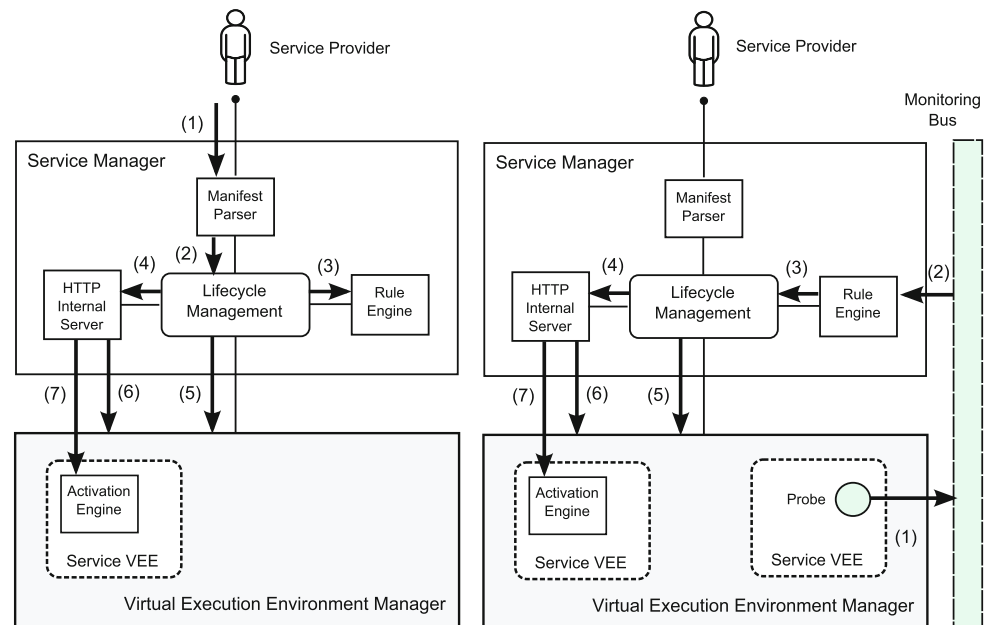 Service Provider
(1)
Service Manager
Manifest
Parser
(2)
(4)
(3)
HTTP
Internal
Server
Lifecycle
Management
Rule
Engine
(7)
(6)
(5)
Activation
Engine
Service VEE
Virtual Execution Environment Manager
Service Provider
Monitoring
Bus
Service Manager
Manifest
Parser
(4)
(3)
(2)
HTTP
Internal
Server
Lifecycle
Management
Rule
Engine
(7)
(6)
(5)
Activation
Engine
Service VEE
Probe
(1)
Service VEE
Virtual Execution Environment Manager